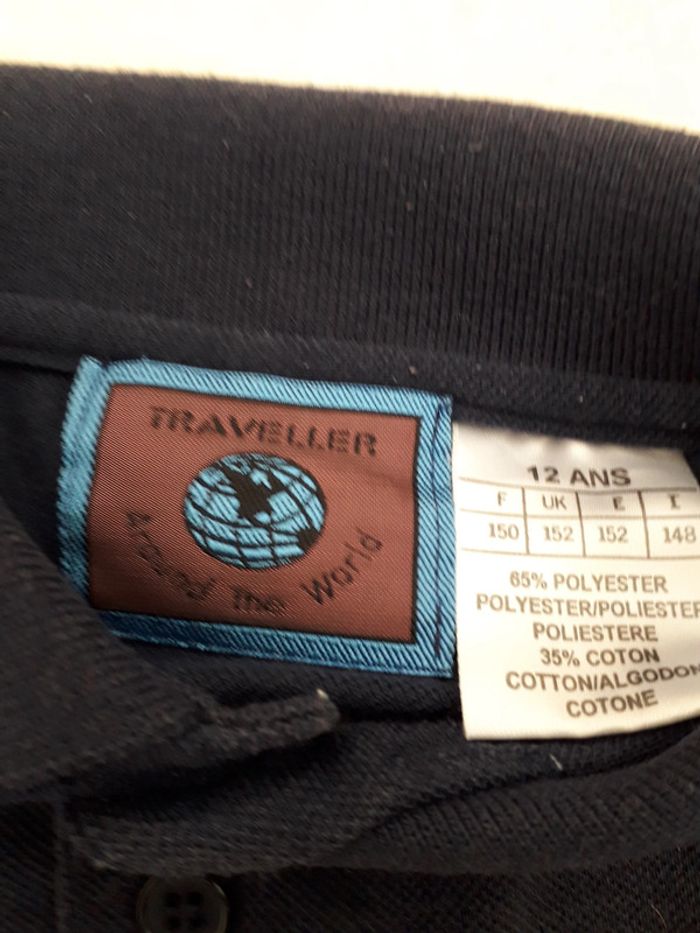 TRAVELLER
Around The World
12 ANS
F UK E I
150 152 152 148
65% POLYESTER
POLYESTER/POLIESTER
POLIESTERE
35% COTON
COTTON/ALGODON
COTONE